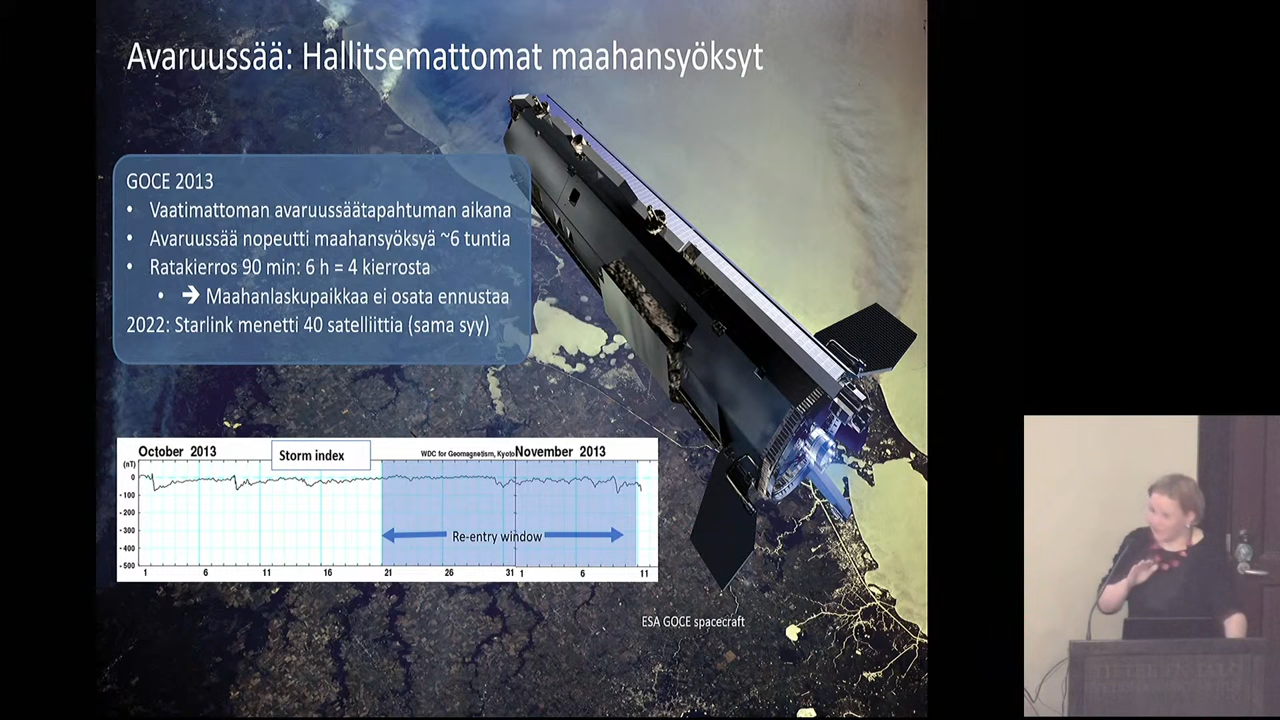 Avaruussää: Hallitsemattomat maahansyöksyt
GOCE 2013
• Vaatimattoman avaruussäätapahtuman aikana
• Avaruussää nopeutti maahansyöksyä ~6 tuntia
• Ratakierros 90 min: 6 h = 4 kierrosta
• → Maahanlaskupaikkaa ei osata ennustaa
2022: Starlink menetti 40 satelliittia (sama syy)
October 2013 Storm index WDC for Geomagnetism, Kyoto November 2013
(nT)
0
-100
-200
-300
-400
-500
Re-entry window
1 6 11 16 21 26 31 1 6 11
ESA GOCE spacecraft